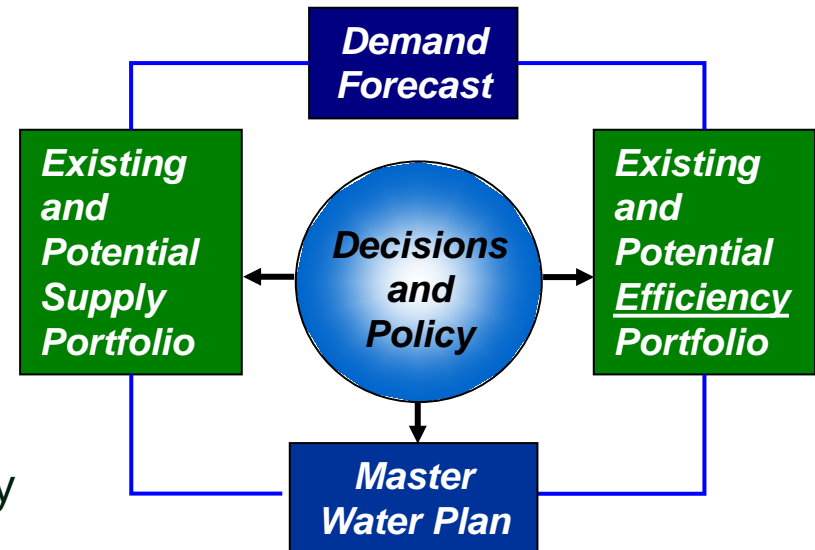 Demand
Forecast
Existing
and
Potential
Supply
Portfolio
Decisions
and
Policy
Existing
and
Potential
Efficiency
Portfolio
y
Master
Water Plan